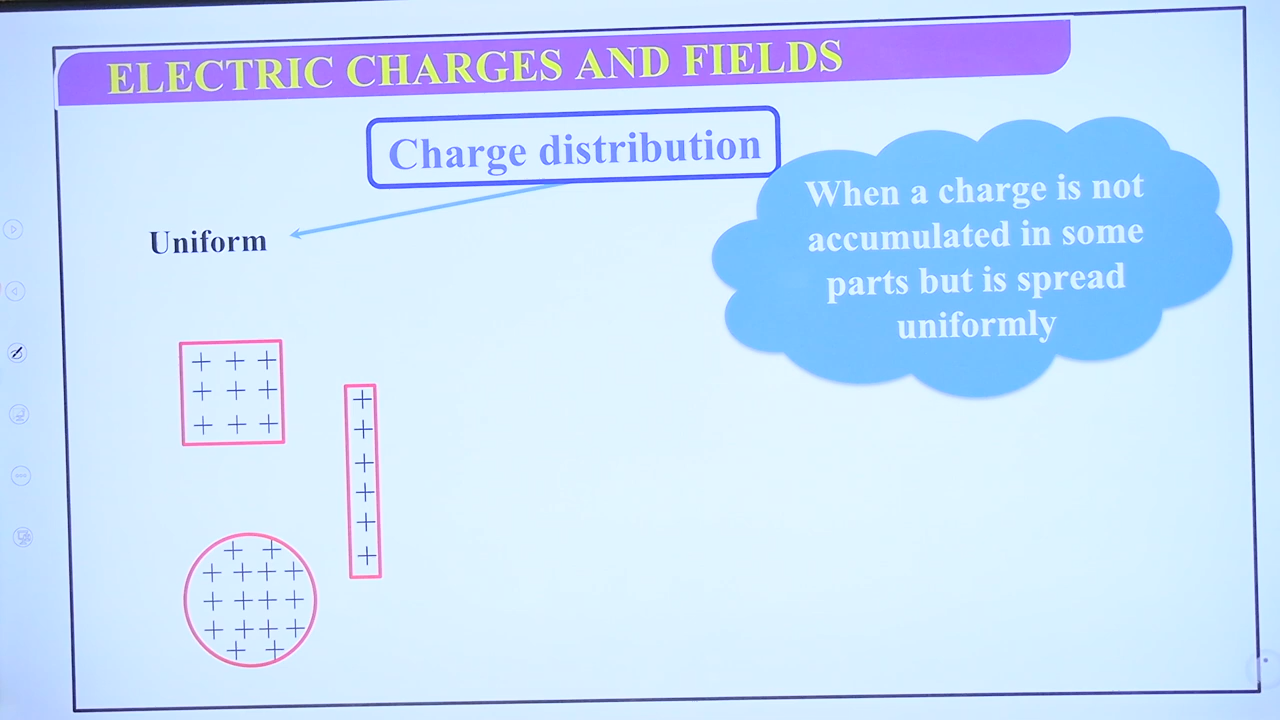 ELECTRIC CHARGES AND FIELDS
Charge distribution
When a charge is not
accumulated in some
parts but is spread
uniformly
Uniform
+ + +
+ + +
+ + +
+
+
+
+
+
+
+ +
+ + + +
+ + + +
+ + + +
+ +